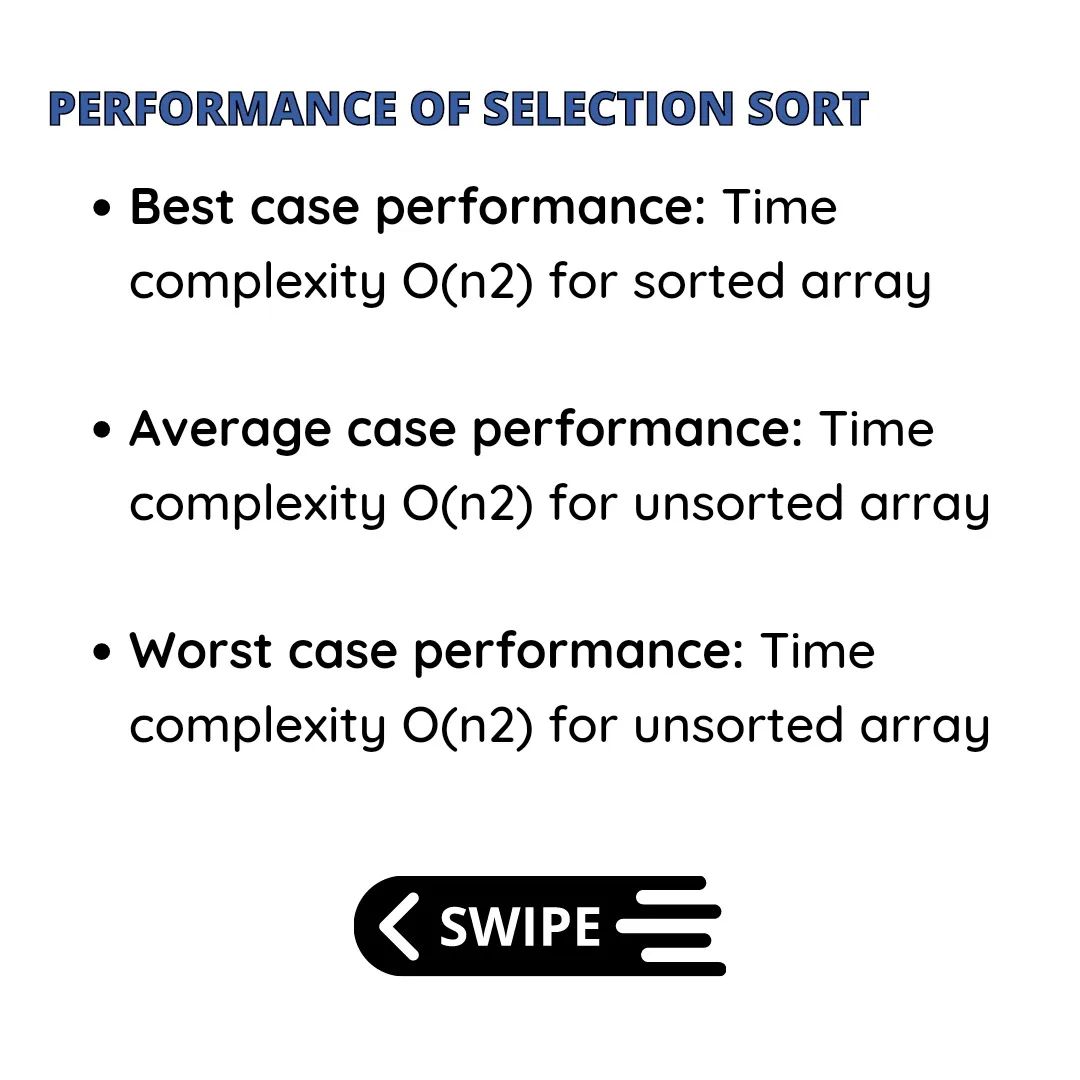 PERFORMANCE OF SELECTION SORT
• Best case performance: Time
complexity O(n2) for sorted array
• Average case performance: Time
complexity O(n2) for unsorted array
• Worst case performance: Time
complexity O(n2) for unsorted array
SWIPE